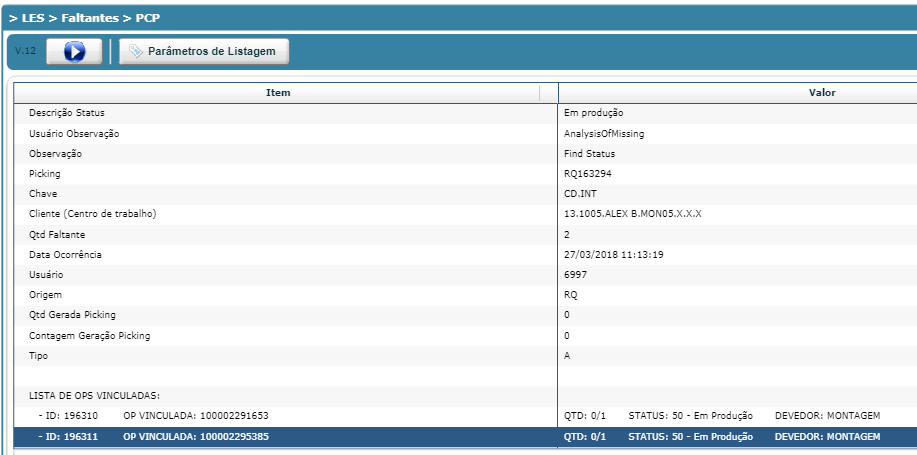 > LES > Faltantes > PCP
V.12 Parâmetros de Listagem
Item Valor
Descrição Status Em produção
Usuário Observação AnalysisOfMissing
Observação Find Status
Picking RQ163294
Chave CD.INT
Cliente (Centro de trabalho) 13.1005.ALEX B.MON05.X.X.X
Qtd Faltante 2
Data Ocorrência 27/03/2018 11:13:19
Usuário 6997
Origem RQ
Qtd Gerada Picking 0
Contagem Geração Picking 0
Tipo A
LISTA DE OPS VINCULADAS:
- ID: 196310 OP VINCULADA: 100002291653 QTD: 0/1 STATUS: 50 - Em Produção DEVEDOR: MONTAGEM
- ID: 196311 OP VINCULADA: 100002295385 QTD: 0/1 STATUS: 50 - Em Produção DEVEDOR: MONTAGEM